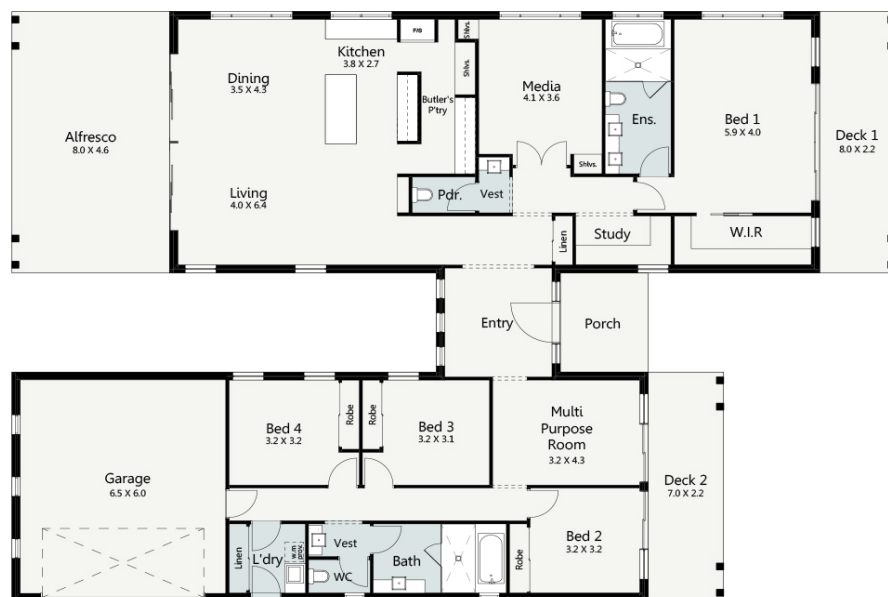 Alfresco
8.0 X 4.6
Dining
3.5 X 4.3
Living
4.0 X 6.4
Kitchen
3.8 X 2.7
F/R
Shlvs.
Shlvs.
Butler's
P'try
Pdr.
Vest
Media
4.1 X 3.6
Shlvs.
Ens.
Bed 1
5.9 X 4.0
Deck 1
8.0 X 2.2
Linen
Study
W.I.R
Entry
Porch
Garage
6.5 X 6.0
Bed 4
3.2 X 3.2
Robe
Robe
Bed 3
3.2 X 3.1
Multi
Purpose
Room
3.2 X 4.3
Deck 2
7.0 X 2.2
Linen
L'dry
w.m
prov.
Vest
WC
Bath
Robe
Bed 2
3.2 X 3.2